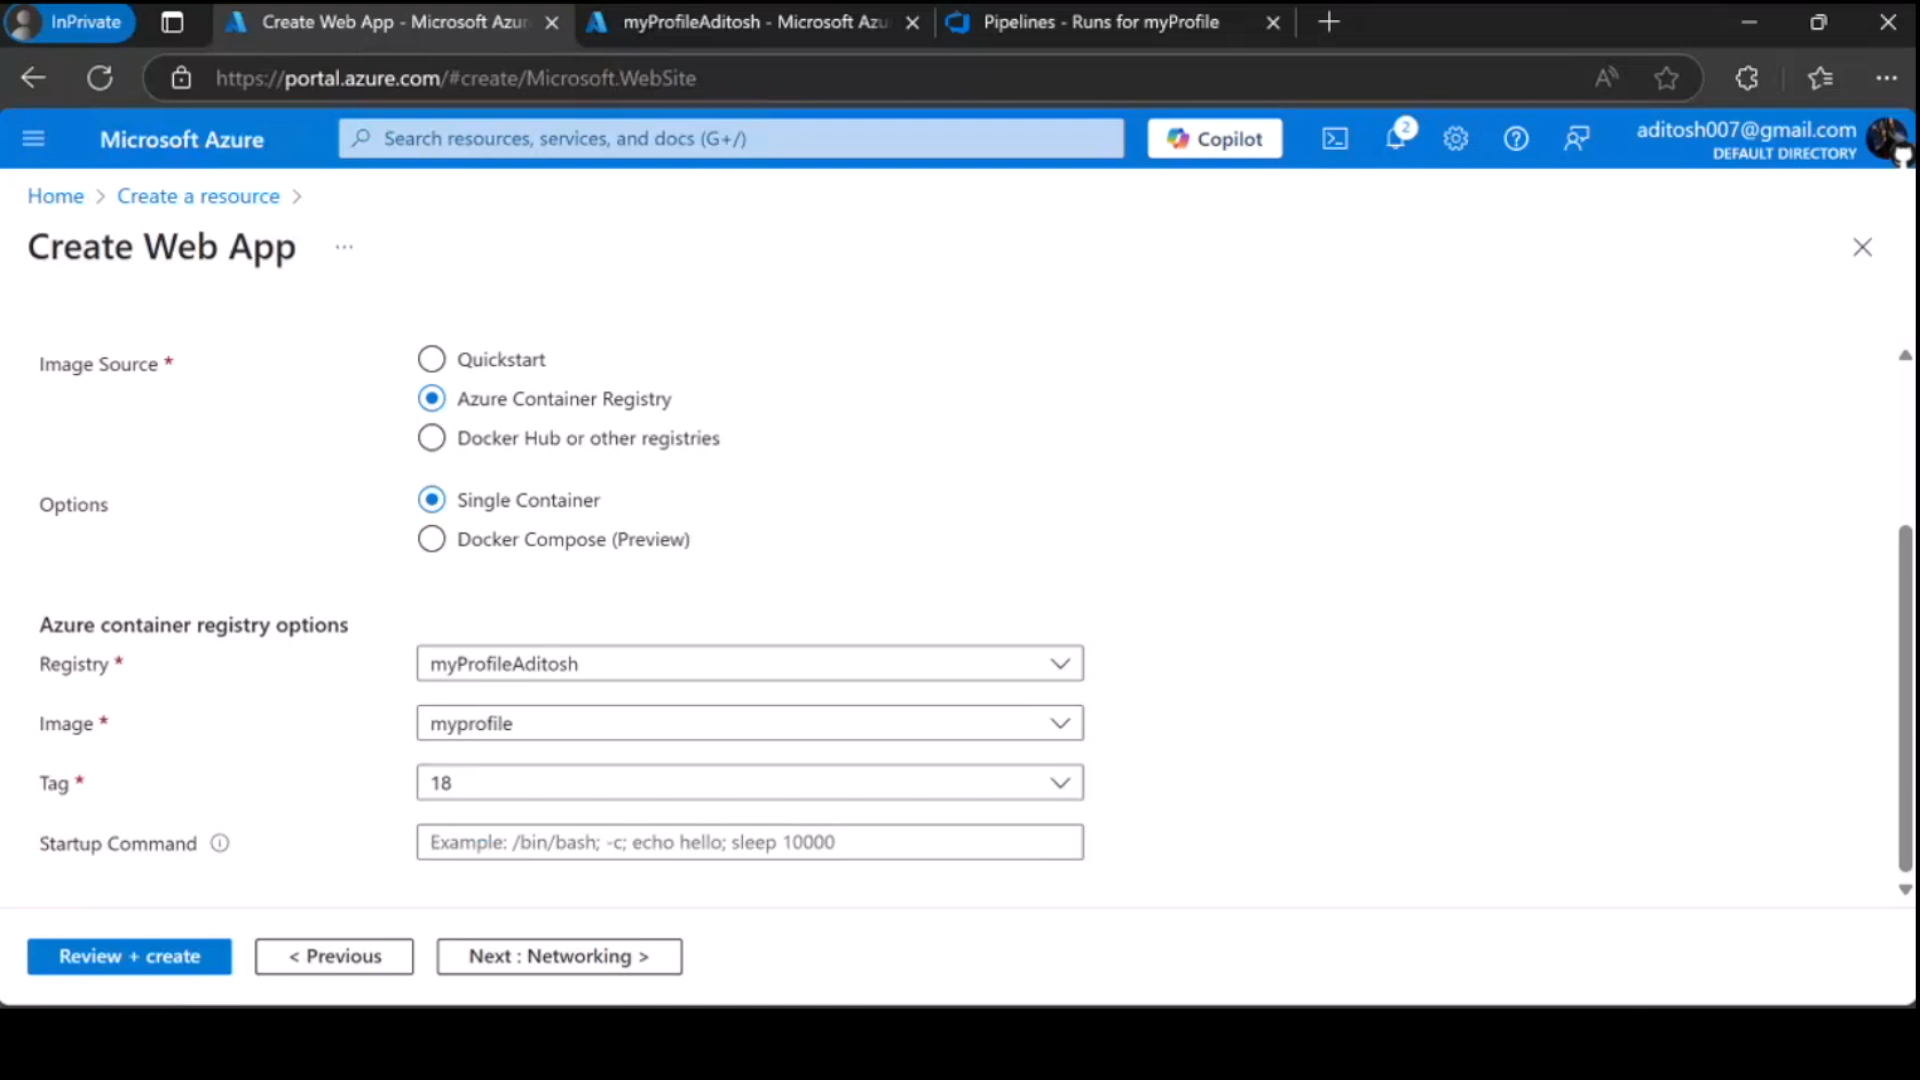 InPrivate
Create Web App - Microsoft Azur
myProfileAditosh - Microsoft Azu
Pipelines - Runs for myProfile
https://portal.azure.com/#create/Microsoft.WebSite
Microsoft Azure
Search resources, services, and docs (G+/)
Copilot
2
aditosh007@gmail.com
DEFAULT DIRECTORY
Home > Create a resource >
Create Web App ...
Image Source *
Quickstart
Azure Container Registry
Docker Hub or other registries
Options
Single Container
Docker Compose (Preview)
Azure container registry options
Registry *
myProfileAditosh
Image *
myprofile
Tag *
18
Startup Command
Example: /bin/bash; -c; echo hello; sleep 10000
Review + create
< Previous
Next : Networking >